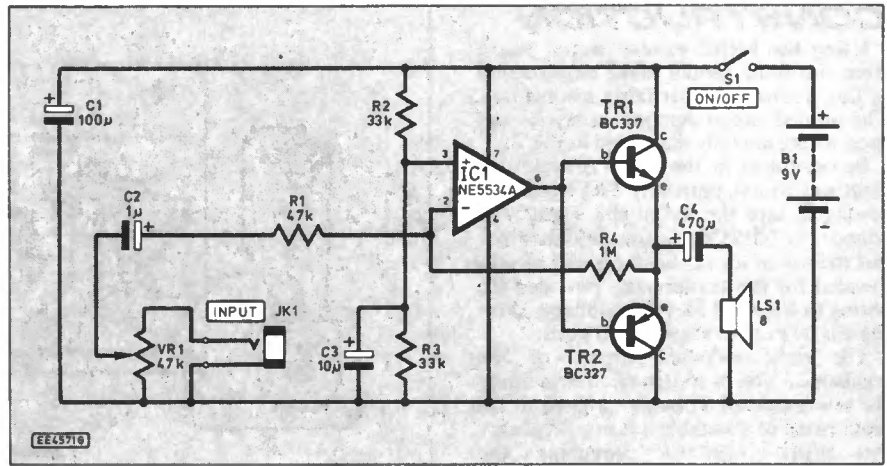 C1
100µ
+
R2
33k
+
S1
ON/OFF
TR1
BC337
c
b
e
+
B1
9V
-
3
+
7
IC1
NE5534A
6
2
-
4
C2
1µ
+
R1
47k
C4
470µ
+
R4
1M
INPUT
JK1
VR1
47k
+
C3
10µ
R3
33k
e
b
c
TR2
BC327
LS1
8
EE4571G